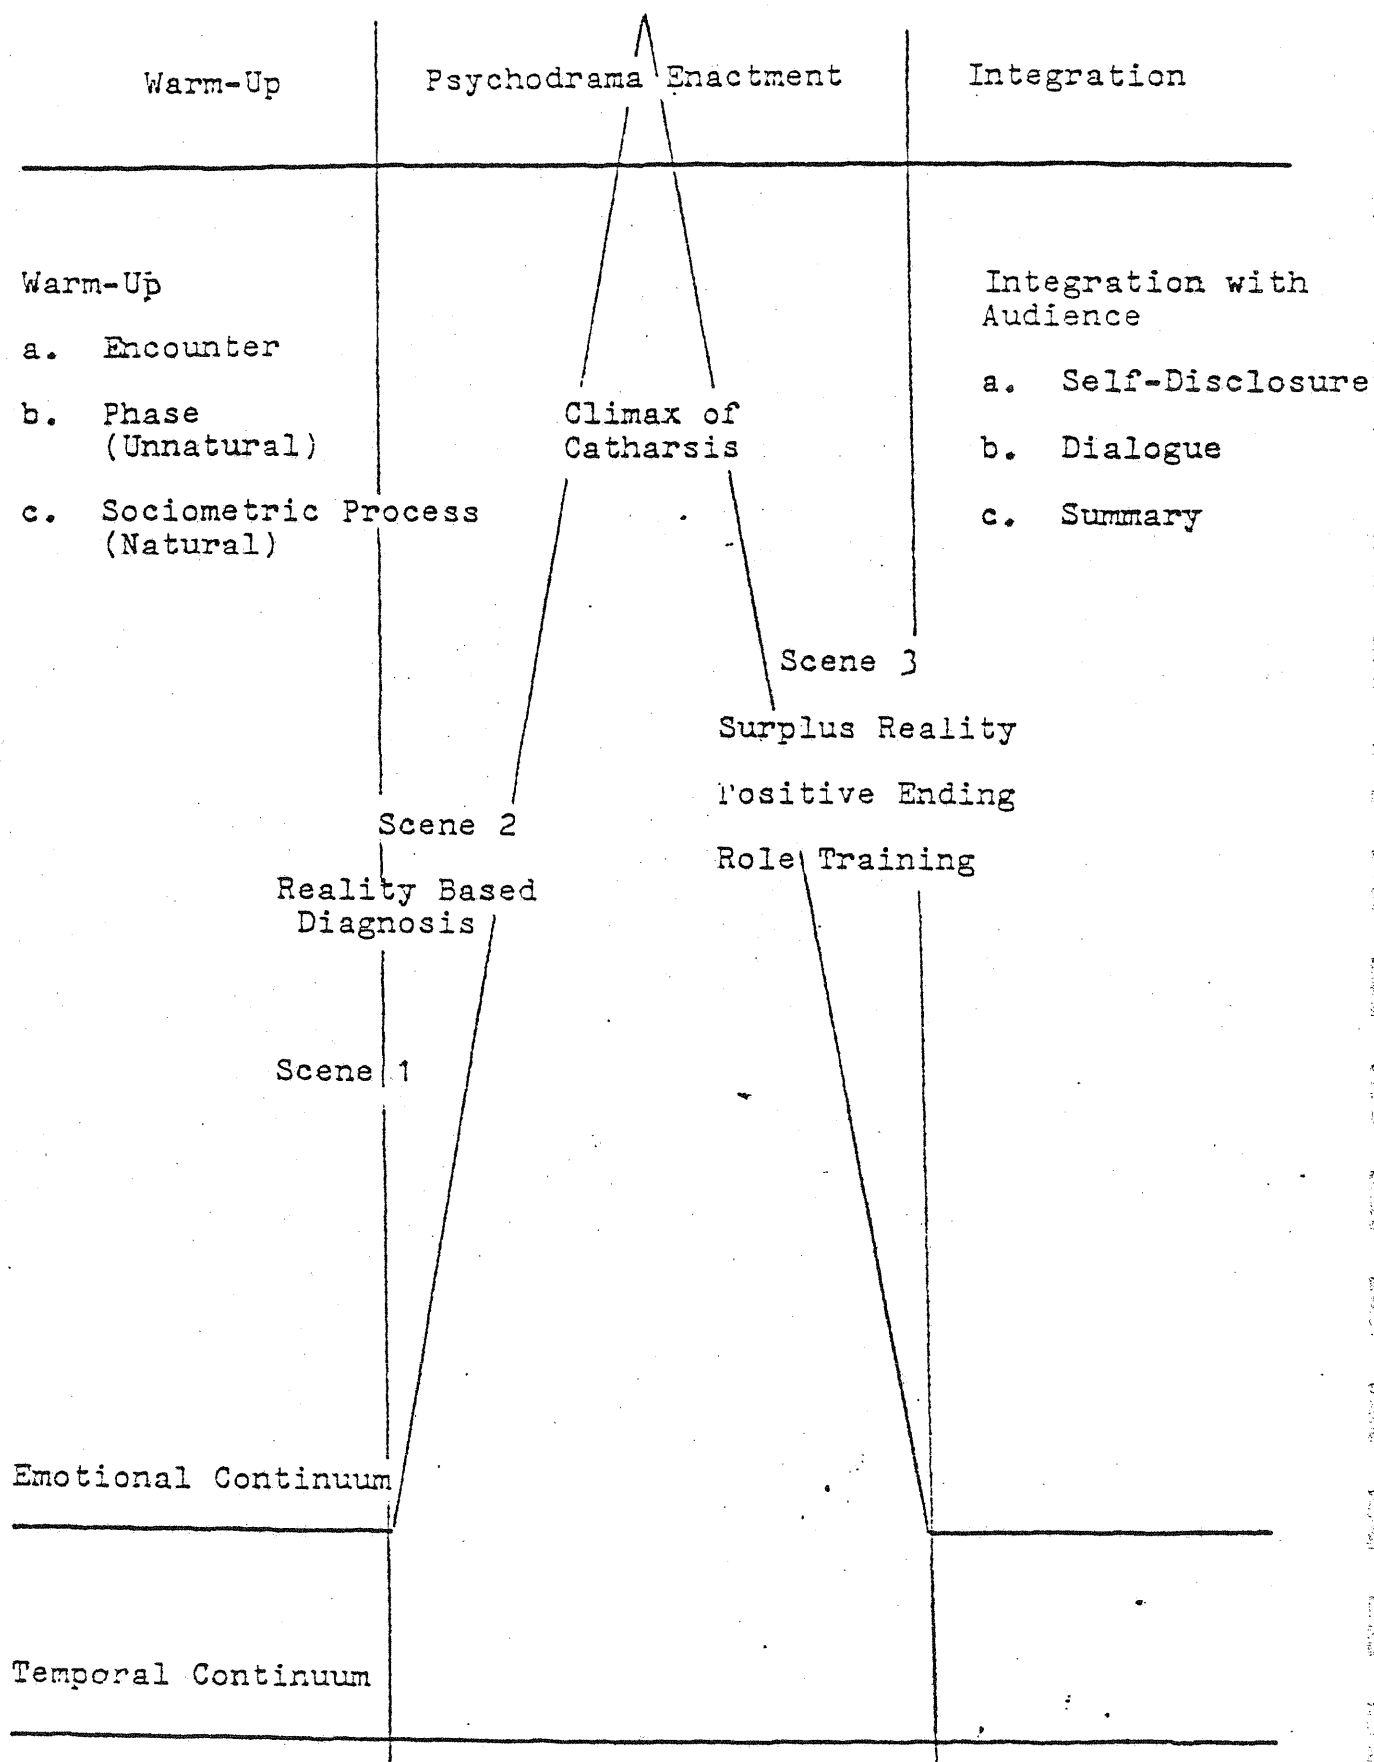 Warm-Up
Psychodrama Enactment
Integration
Warm-Up
a. Encounter
b. Phase
(Unnatural)
c. Sociometric Process
(Natural)
Climax of
Catharsis
Integration with
Audience
a. Self-Disclosure
b. Dialogue
c. Summary
Scene 3
Surplus Reality
Positive Ending
Role Training
Scene 2
Reality Based
Diagnosis
Scene 1
Emotional Continuum
Temporal Continuum